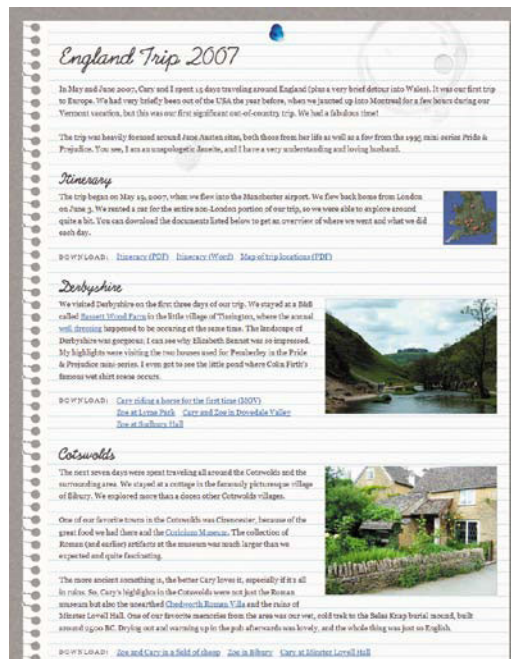 England Trip 2007
In May and June 2007, Cary and I spent 15 days traveling around England (plus a very brief detour into Wales). It was our first trip
to Europe. We had very briefly been out of the USA the year before, when we jaunted up into Montreal for a few hours during our
Vermont vacation, but this was our first significant out-of-country trip. We had a fabulous time!
The trip was heavily focused around Jane Austen sites, both those from her life as well as a few from the 1995 mini-series Pride &
Prejudice. You see, I am an unapologetic Janeite, and I have a very understanding and loving husband.
Itinerary
The trip began on May 19, 2007, when we flew into the Manchester airport. We flew back home from London
on June 3. We rented a car for the entire non-London portion of our trip, so we were able to explore around
quite a bit. You can download the documents listed below to get an overview of where we went and what we did
each day.
DOWNLOAD: Itinerary (PDF) Itinerary (Word) Map of trip locations (PDF)
Derbyshire
We visited Derbyshire on the first three days of our trip. We stayed at a B&B
called Bassett Wood Farm in the little village of Tissington, where the annual
well dressing happened to be occuring at the same time. The landscape of
Derbyshire was gorgeous; I can see why Elizabeth Bennet was so impressed.
My highlights were visiting the two houses used for Pemberley in the Pride
& Prejudice mini-series. I even got to see the little pond where Colin Firth's
famous wet shirt scene occurs.
DOWNLOAD: Cary riding a horse for the first time (MOV)
Zoe at Lyme Park Cary and Zoe in Dovedale Valley
Zoe at Sudbury Hall
Cotswolds
The next seven days were spent traveling all around the Cotswolds and the
surrounding area. We stayed at a cottage in the famously picturesque village
of Bibury. We explored more than a dozen other Cotswolds villages.
One of our favorite towns in the Cotswolds was Cirencester, because of the
great food we had there and the Corinium Museum. The collection of
Roman (and earlier) artifacts at the museum was much larger than we
expected and quite fascinating.
The more ancient something is, the better Cary loves it, especially if it's all
in ruins. So, Cary's highlights in the Cotswolds were not just the Roman
museum but also the unearthed Chedworth Roman Villa and the ruins of
Minster Lovell Hall. One of our favorite memories from the area was our wet, cold trek to the Belas Knap burial mound, built
around 2500 BC. Drying out and warming up in the pub afterwards was lovely, and the whole thing was just so English.
DOWNLOAD: Zoe and Cary in a field of sheep Zoe in Bibury Cary at Minster Lovell Hall